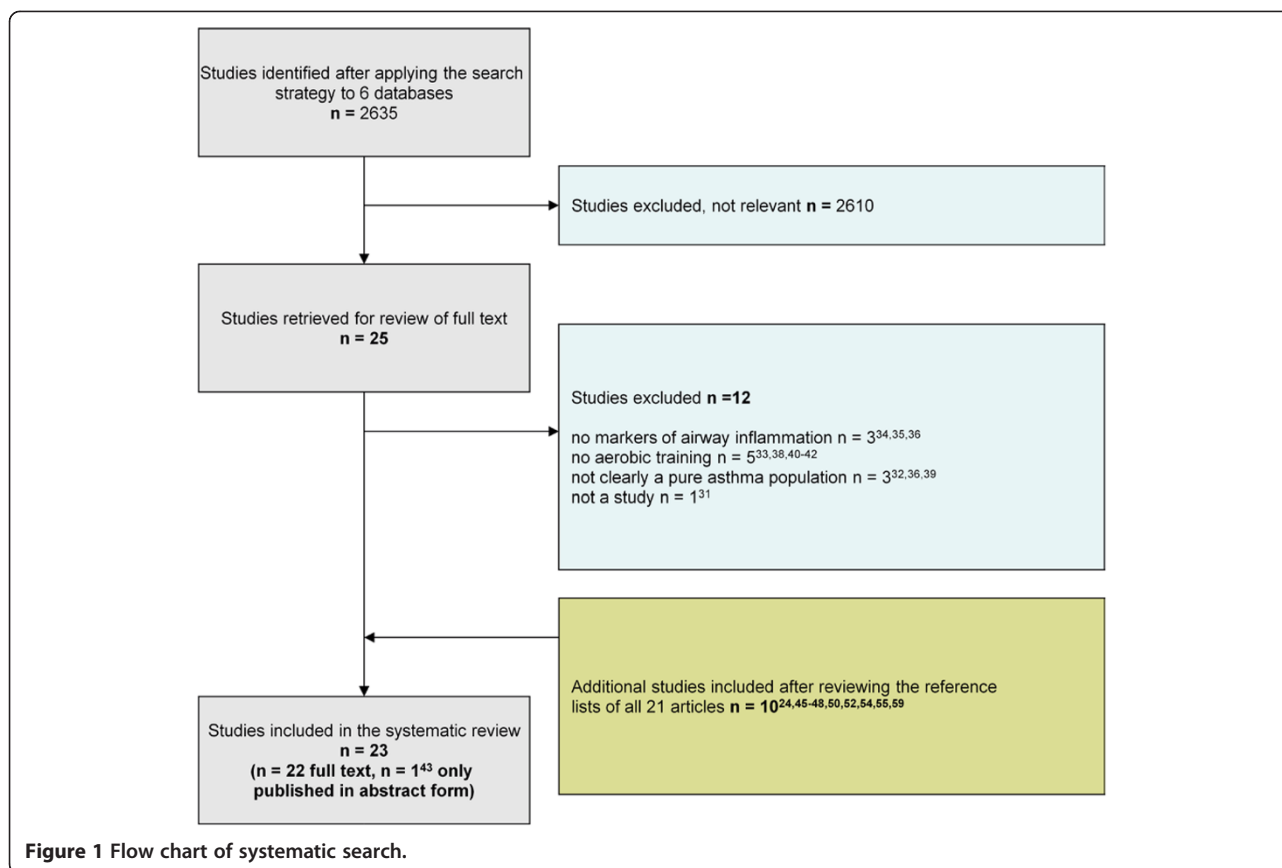 Studies identified after applying the search
strategy to 6 databases
n = 2635
Studies excluded, not relevant n = 2610
Studies retrieved for review of full text
n = 25
Studies excluded n =12
no markers of airway inflammation n = 334,35,36
no aerobic training n = 533,38,40-42
not clearly a pure asthma population n = 332,36,39
not a study n = 131
Additional studies included after reviewing the reference
lists of all 21 articles n = 1024,45-48,50,52,54,55,59
Studies included in the systematic review
n = 23
(n = 22 full text, n = 143 only
published in abstract form)
Figure 1 Flow chart of systematic search.